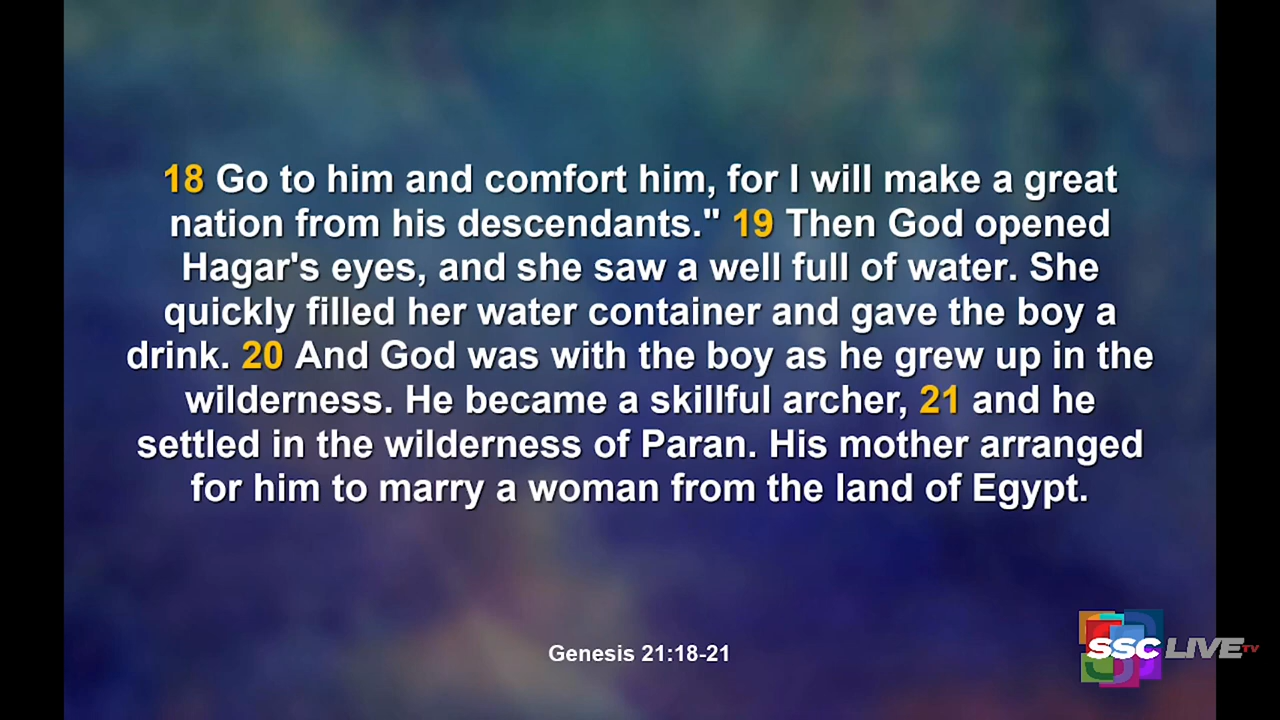 18 Go to him and comfort him, for I will make a great
nation from his descendants." 19 Then God opened
Hagar's eyes, and she saw a well full of water. She
quickly filled her water container and gave the boy a
drink. 20 And God was with the boy as he grew up in the
wilderness. He became a skillful archer, 21 and he
settled in the wilderness of Paran. His mother arranged
for him to marry a woman from the land of Egypt.
Genesis 21:18-21
SSC LIVE TV